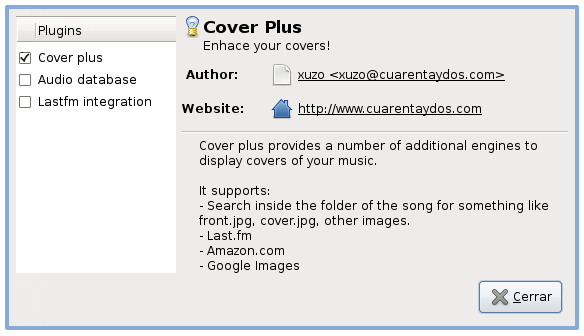 Plugins
Cover plus
Audio database
Lastfm integration
Cover Plus
Enhace your covers!
Author: xuzo <xuzo@cuarentaydos.com>
Website: http://www.cuarentaydos.com
Cover plus provides a number of additional engines to
display covers of your music.
It supports:
- Search inside the folder of the song for something like
front.jpg, cover.jpg, other images.
- Last.fm
- Amazon.com
- Google Images
Cerrar